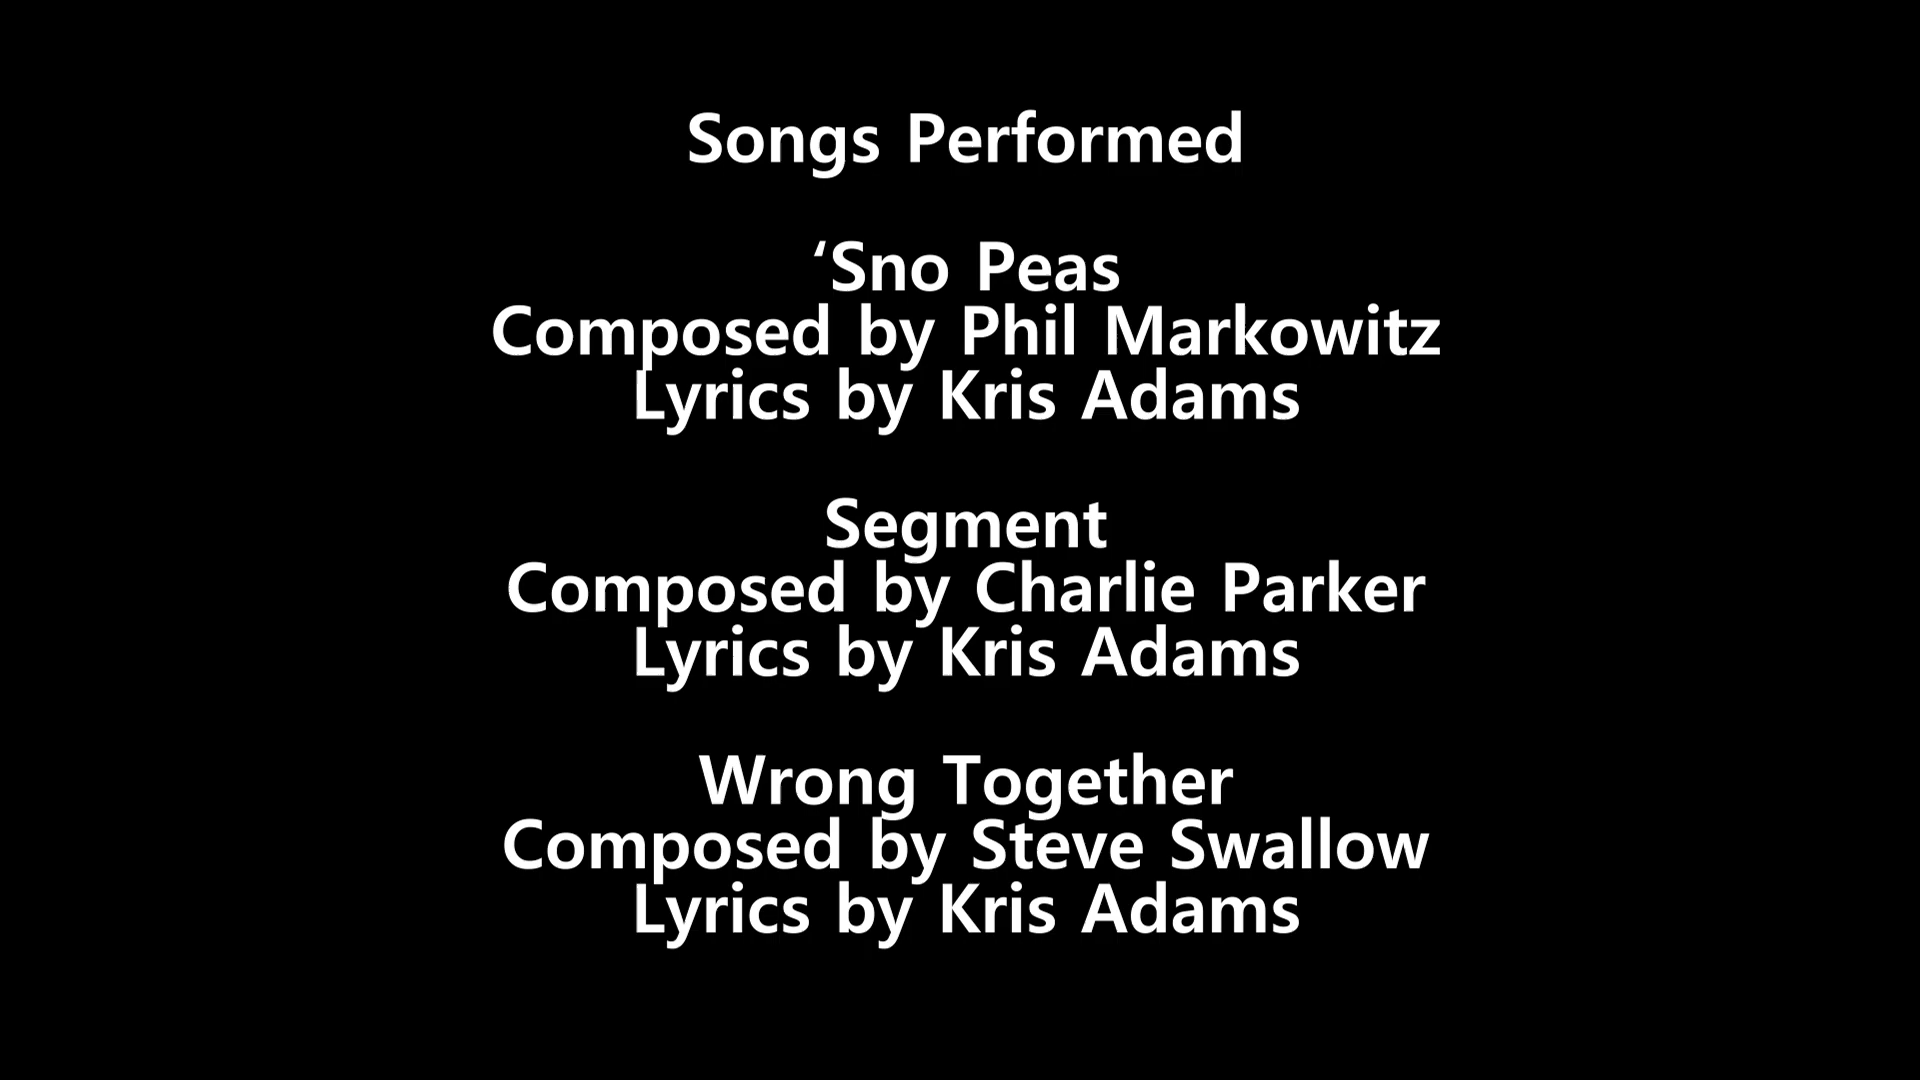 Songs Performed
‘Sno Peas
Composed by Phil Markowitz
Lyrics by Kris Adams
Segment
Composed by Charlie Parker
Lyrics by Kris Adams
Wrong Together
Composed by Steve Swallow
Lyrics by Kris Adams